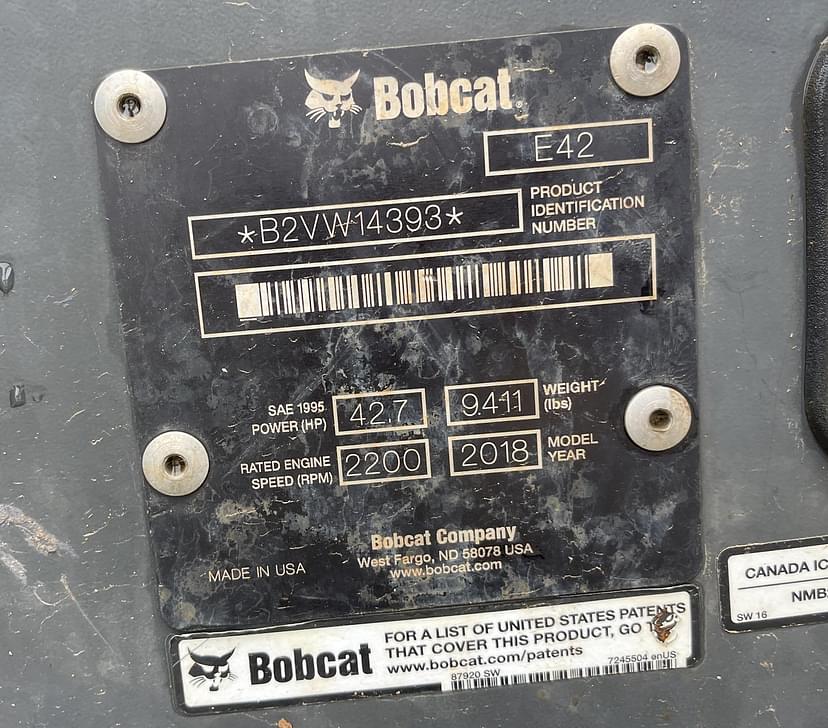 Bobcat®
E42
*B2VW14393*
PRODUCT
IDENTIFICATION
NUMBER
SAE 1995
POWER (HP)
42.7
9411
WEIGHT
(lbs)
RATED ENGINE
SPEED (RPM)
2200
2018
MODEL
YEAR
Bobcat Company
West Fargo, ND 58078 USA
www.bobcat.com
MADE IN USA
Bobcat
FOR A LIST OF UNITED STATES PATENTS
THAT COVER THIS PRODUCT, GO
www.bobcat.com/patents
87920 SW
7245504 enUS
CANADA IC
NMB
SW 16